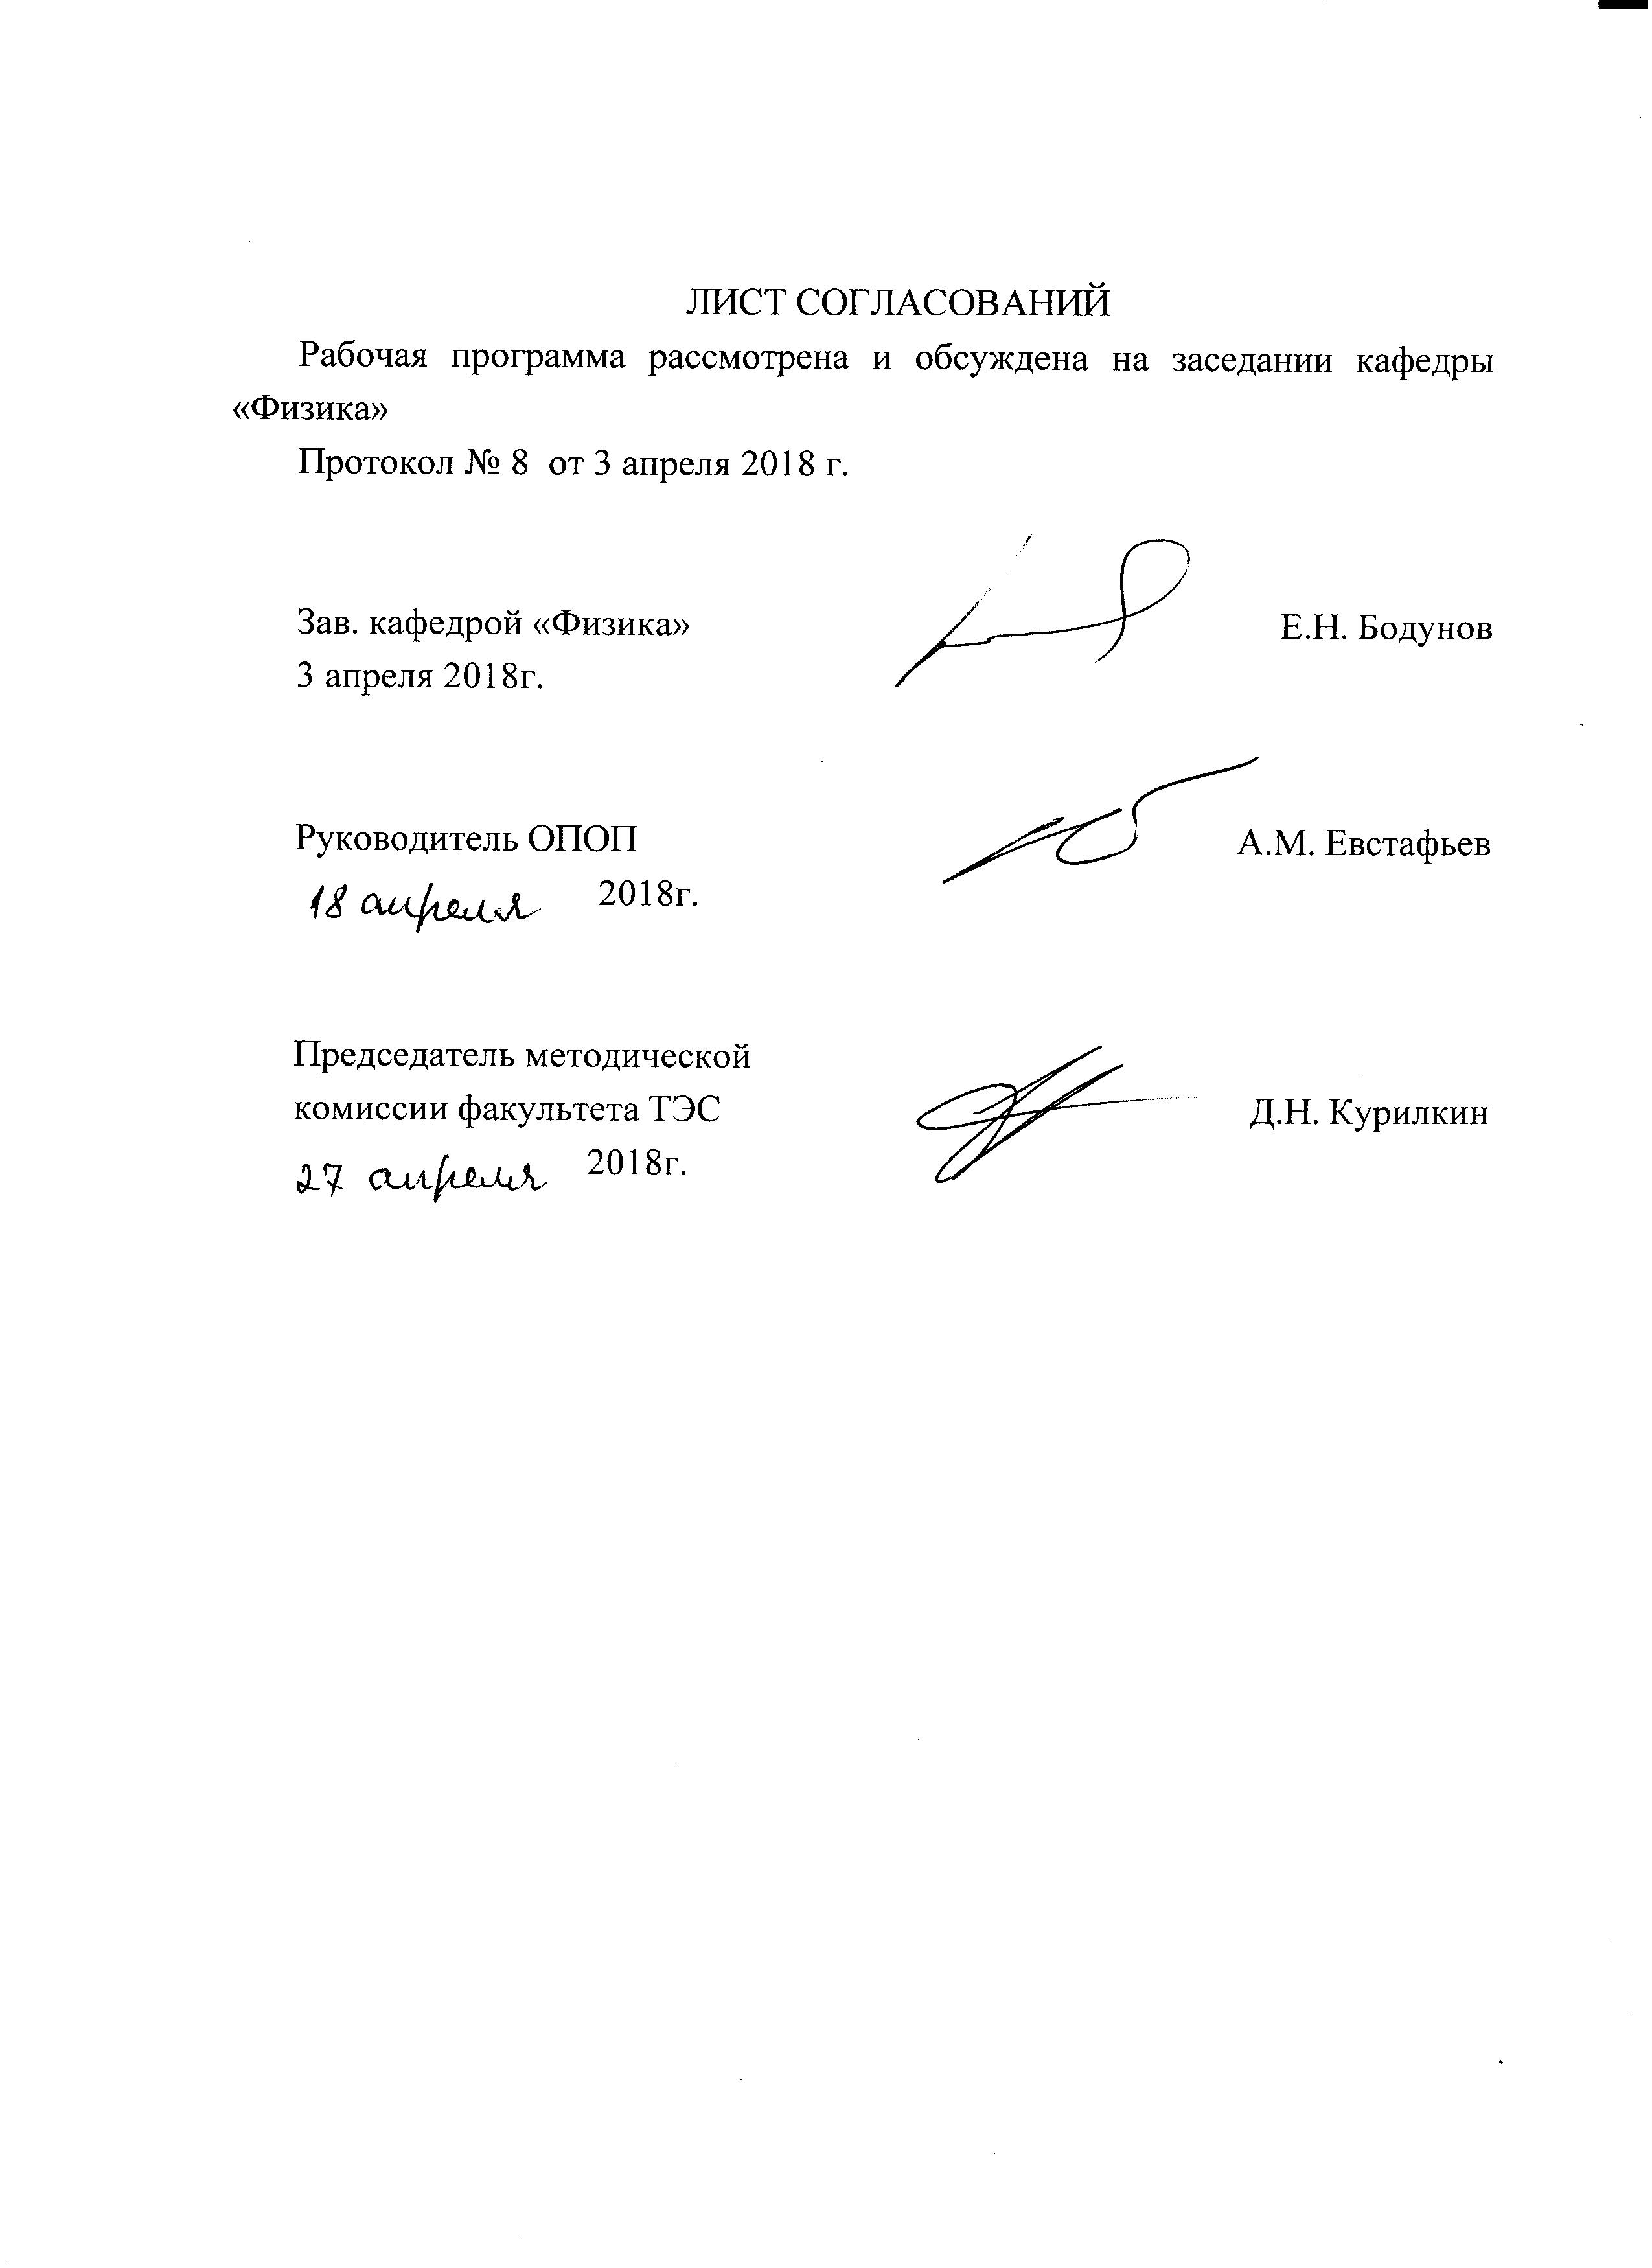 ЛИСТ СОГЛАСОВАНИЙ
Рабочая программа рассмотрена и обсуждена на заседании кафедры
«Физика»
Протокол № 8 от 3 апреля 2018 г.
Зав. кафедрой «Физика» Е.Н. Бодунов
3 апреля 2018г.
Руководитель ОПОП А.М. Евстафьев
18 апреля 2018г.
Председатель методической
комиссии факультета ТЭС Д.Н. Курилкин
27 апреля 2018г.